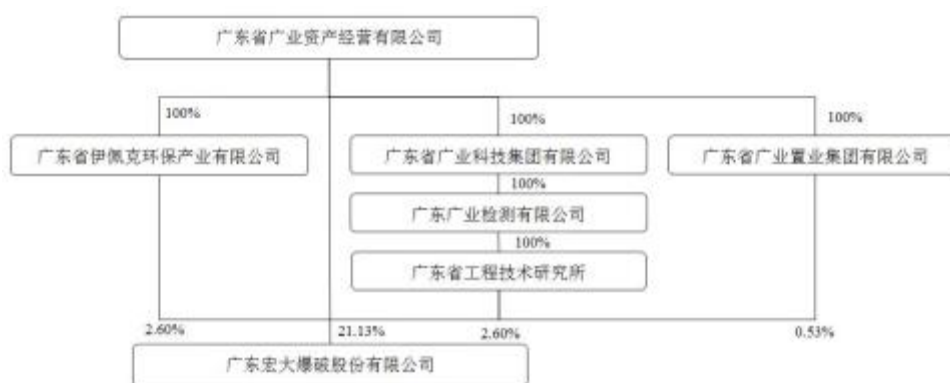 广东省广业资产经营有限公司
100%
100%
100%
广东省伊佩克环保产业有限公司
广东省广业科技集团有限公司
广东省广业置业集团有限公司
100%
广东广业检测有限公司
100%
广东省工程技术研究所
2.60%
21.13%
2.60%
0.53%
广东宏大爆破股份有限公司